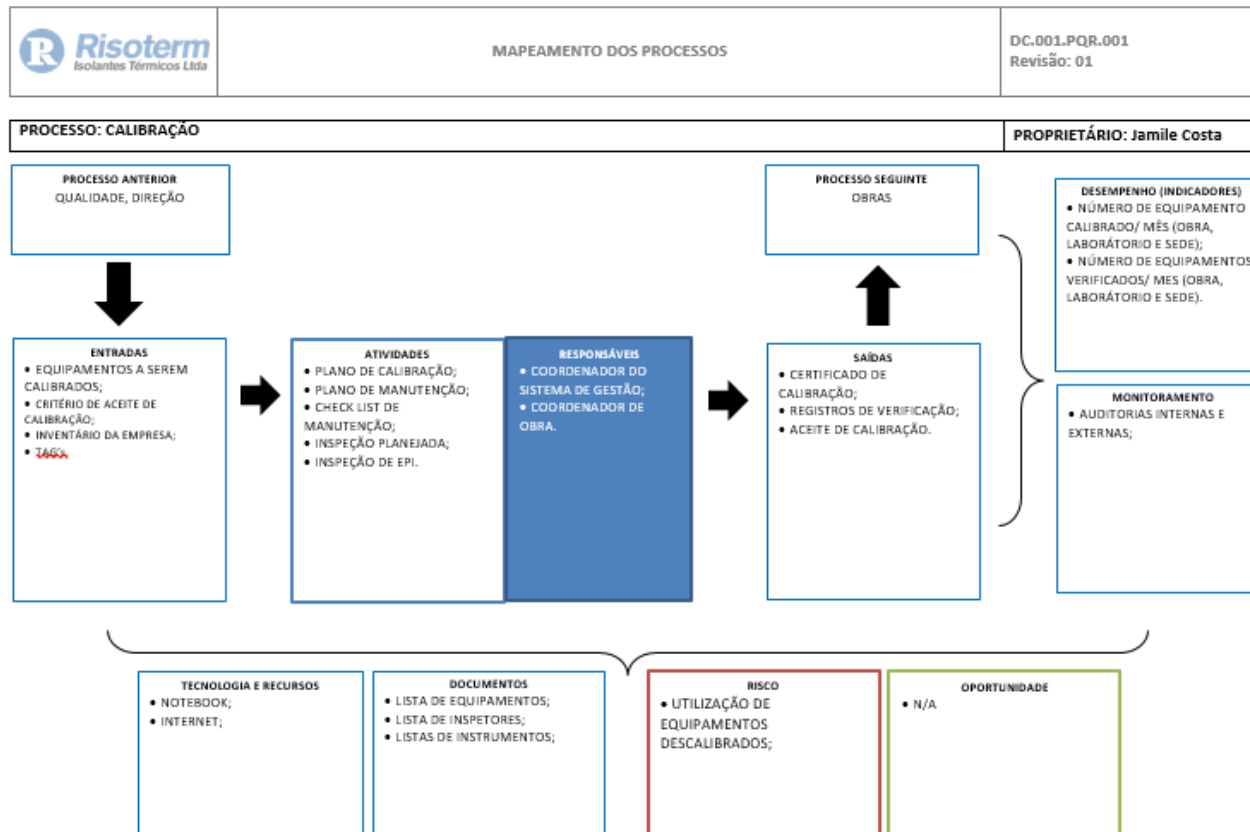 R Risoterm
Isolantes Térmicos Ltda
MAPEAMENTO DOS PROCESSOS
DC.001.PQR.001
Revisão: 01
PROCESSO: CALIBRAÇÃO
PROPRIETÁRIO: Jamile Costa
PROCESSO ANTERIOR
QUALIDADE, DIREÇÃO
PROCESSO SEGUINTE
OBRAS
DESEMPENHO (INDICADORES)
• NÚMERO DE EQUIPAMENTO
CALIBRADO/ MÊS (OBRA,
LABORÁTORIO E SEDE);
• NÚMERO DE EQUIPAMENTOS
VERIFICADOS/ MES (OBRA,
LABORÁTORIO E SEDE).
ENTRADAS
• EQUIPAMENTOS A SEREM
CALIBRADOS;
• CRITÉRIO DE ACEITE DE
CALIBRAÇÃO;
• INVENTÁRIO DA EMPRESA;
• TAG's.
ATIVIDADES
• PLANO DE CALIBRAÇÃO;
• PLANO DE MANUTENÇÃO;
• CHECK LIST DE
MANUTENÇÃO;
• INSPEÇÃO PLANEJADA;
• INSPEÇÃO DE EPI.
RESPONSÁVEIS
• COORDENADOR DO
SISTEMA DE GESTÃO;
• COORDENADOR DE
OBRA.
SAÍDAS
• CERTIFICADO DE
CALIBRAÇÃO;
• REGISTROS DE VERIFICAÇÃO;
• ACEITE DE CALIBRAÇÃO.
MONITORAMENTO
• AUDITORIAS INTERNAS E
EXTERNAS;
TECNOLOGIA E RECURSOS
• NOTEBOOK;
• INTERNET;
DOCUMENTOS
• LISTA DE EQUIPAMENTOS;
• LISTA DE INSPETORES;
• LISTAS DE INSTRUMENTOS;
RISCO
• UTILIZAÇÃO DE
EQUIPAMENTOS
DESCALIBRADOS;
OPORTUNIDADE
• N/A